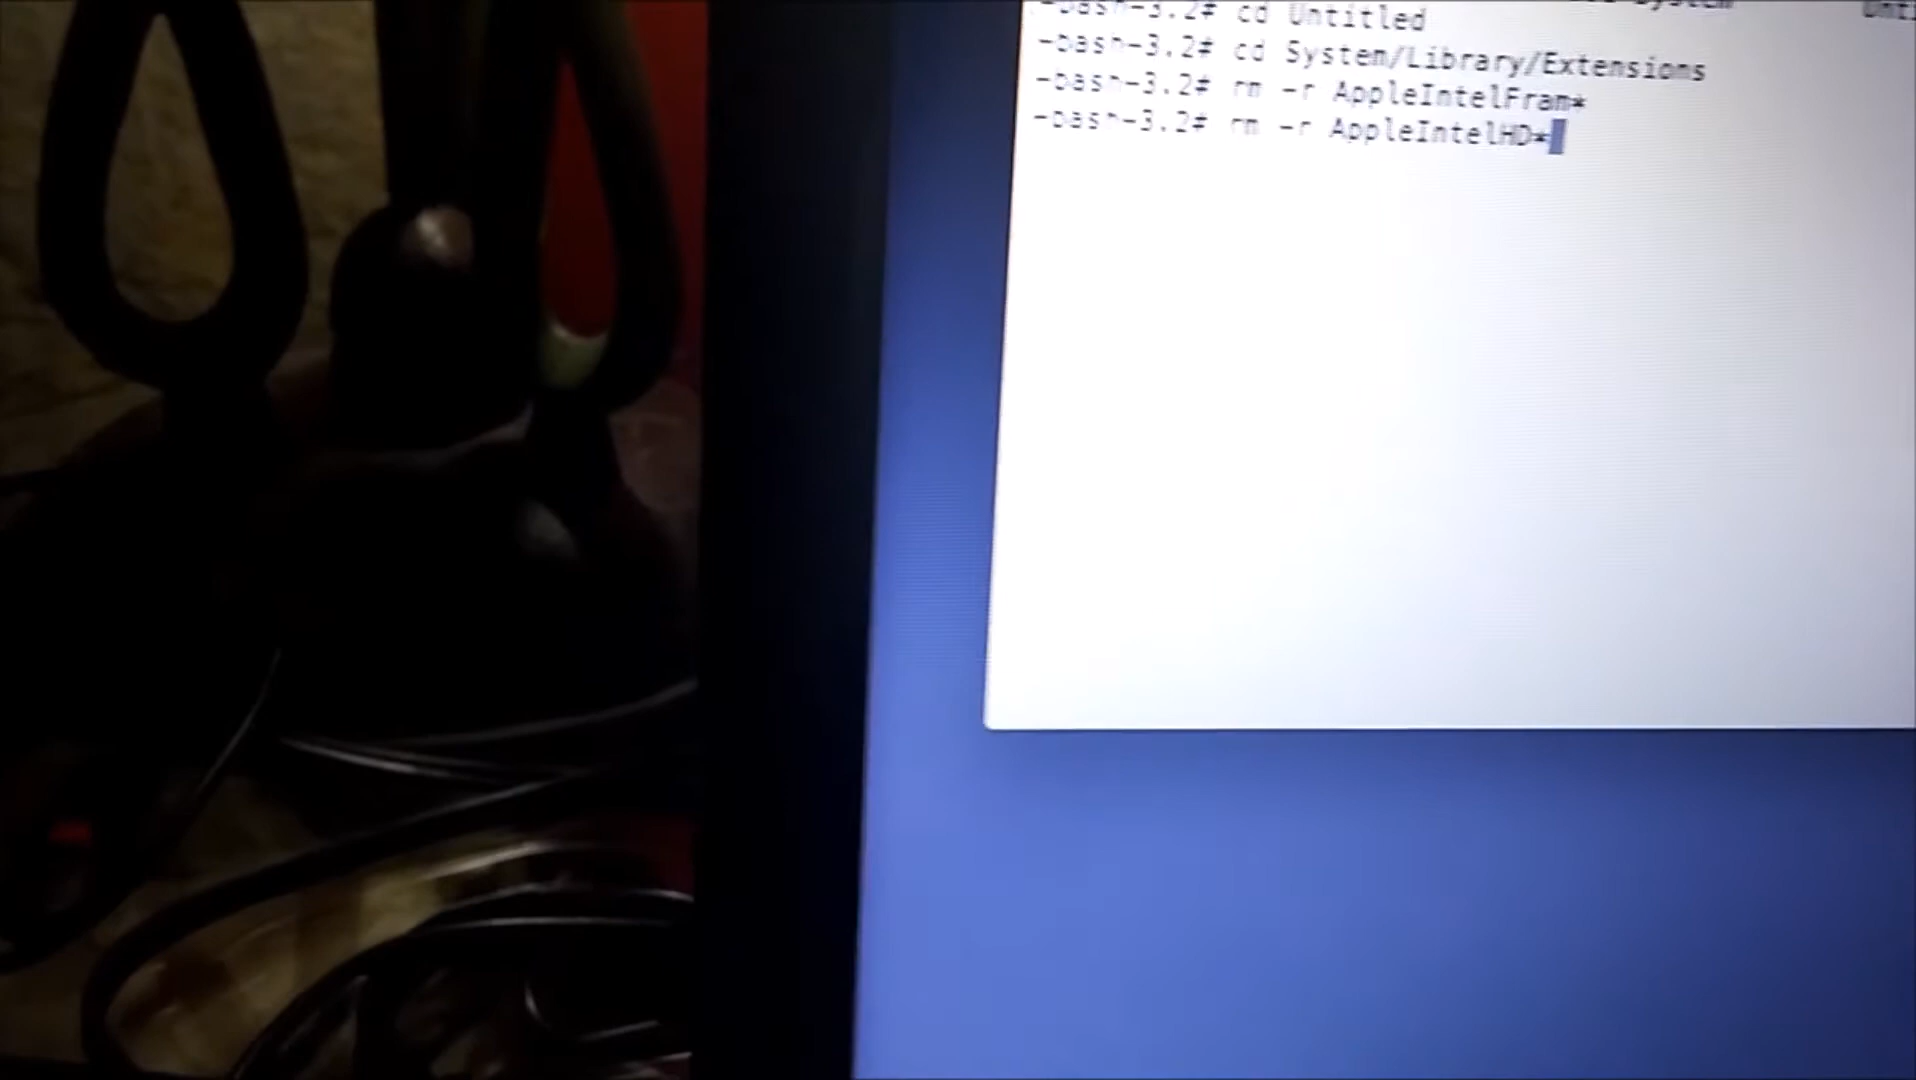 -bash-3.2# cd Untitled
-bash-3.2# cd System/Library/Extensions
-bash-3.2# rm -r AppleIntelFram*
-bash-3.2# rm -r AppleIntelHD*